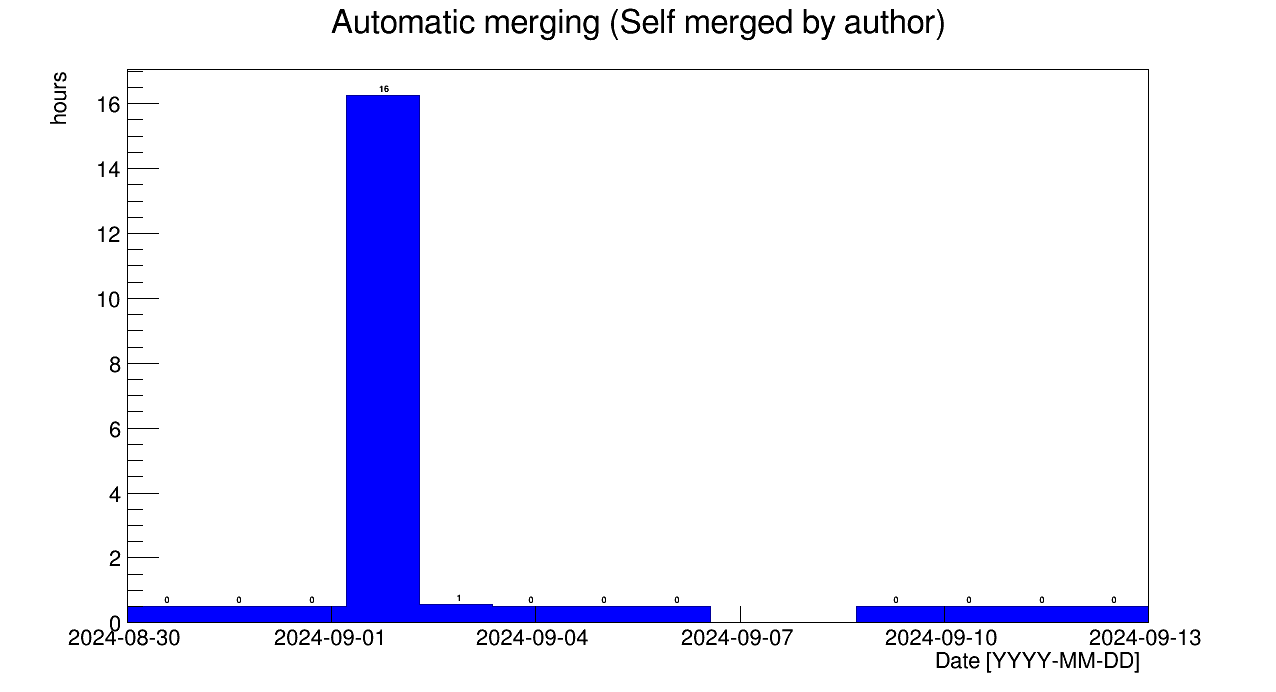 Automatic merging (Self merged by author)
hours
16
14
12
10
8
6
4
2
0
0 0 0 16 1 0 0 0 0 0 0 0
2024-08-30 2024-09-01 2024-09-04 2024-09-07 2024-09-10 2024-09-13
Date [YYYY-MM-DD]